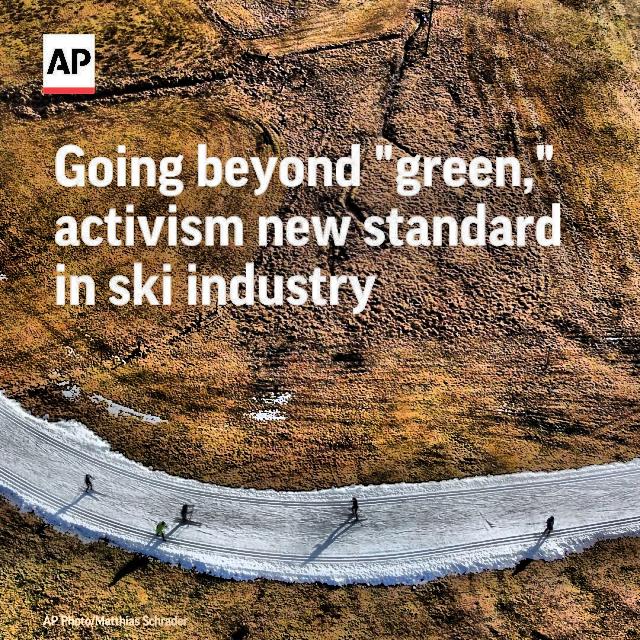 AP
Going beyond "green,"
activism new standard
in ski industry
AP Photo/Matthias Schrader